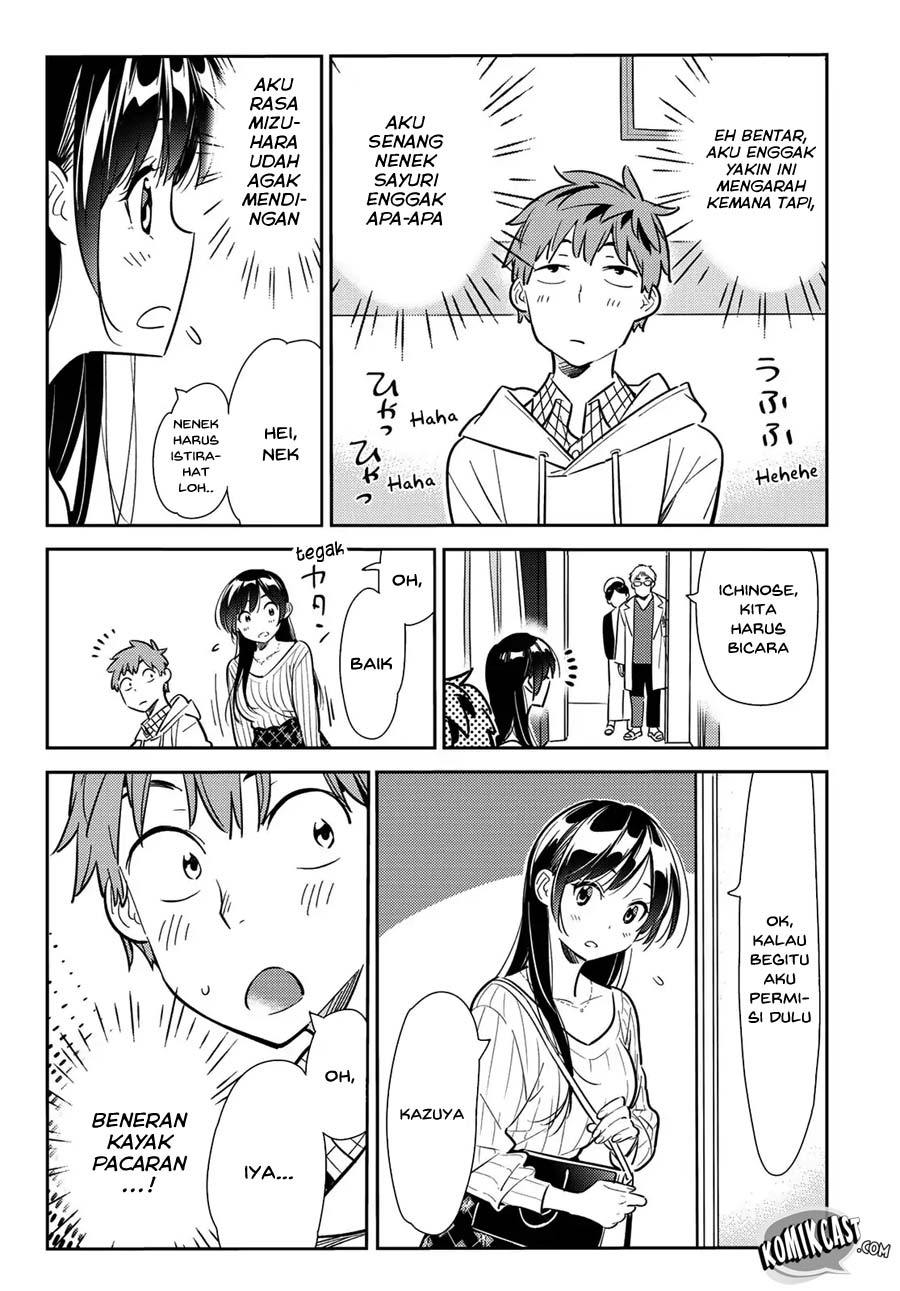 EH BENTAR,
AKU ENGGAK
YAKIN INI
MENGARAH
KEMANA TAPI,
AKU
SENANG
NENEK
SAYURI
ENGGAK
APA-APA
うふふふ
Hehehe
ひゃっひゃっ
Haha
Haha
AKU
RASA
MIZU-
HARA
UDAH
AGAK
MENDI-
NGAN
HEI,
NEK
NENEK
HARUS
ISTIRA-
HAT
LOH..
ICHINOSE,
KITA
HARUS
BICARA
OH,
BAIK
tegak
カタ
OK,
KALAU
BEGITU
AKU
PERMI-
SI DULU
KAZUYA
OH,
IYA...
BENERAN
KAYAK
PACARAN
...!
KOMIKCAST
.COM